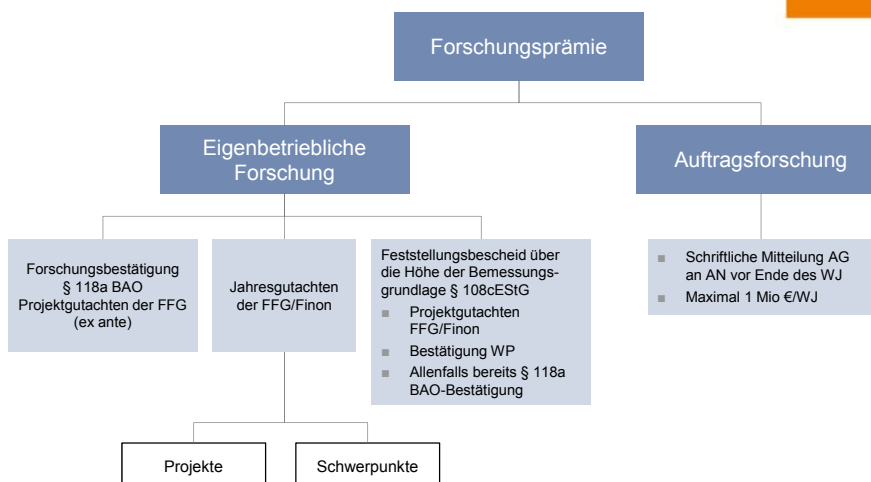 Forschungsprämie
Eigenbetriebliche
Forschung
Auftragsforschung
Forschungsbestätigung
§ 118a BAO
Projektgutachten der FFG
(ex ante)
Jahresgutachten
der FFG/Finon
Feststellungsbescheid über
die Höhe der Bemessungs-
grundlage § 108cEStG
■ Projektgutachten
FFG/Finon
■ Bestätigung WP
■ Allenfalls bereits § 118a
BAO-Bestätigung
■ Schriftliche Mitteilung AG
an AN vor Ende des WJ
■ Maximal 1 Mio €/WJ
Projekte
Schwerpunkte